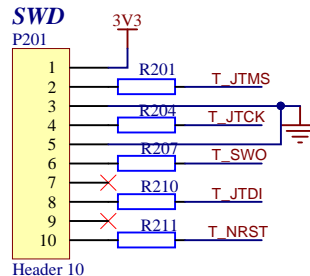 SWD
P201
3V3
1
2 R201 T_JTMS
3
4 R204 T_JTCK
5
6 R207 T_SWO
7
8 R210 T_JTDI
9
10 R211 T_NRST
Header 10